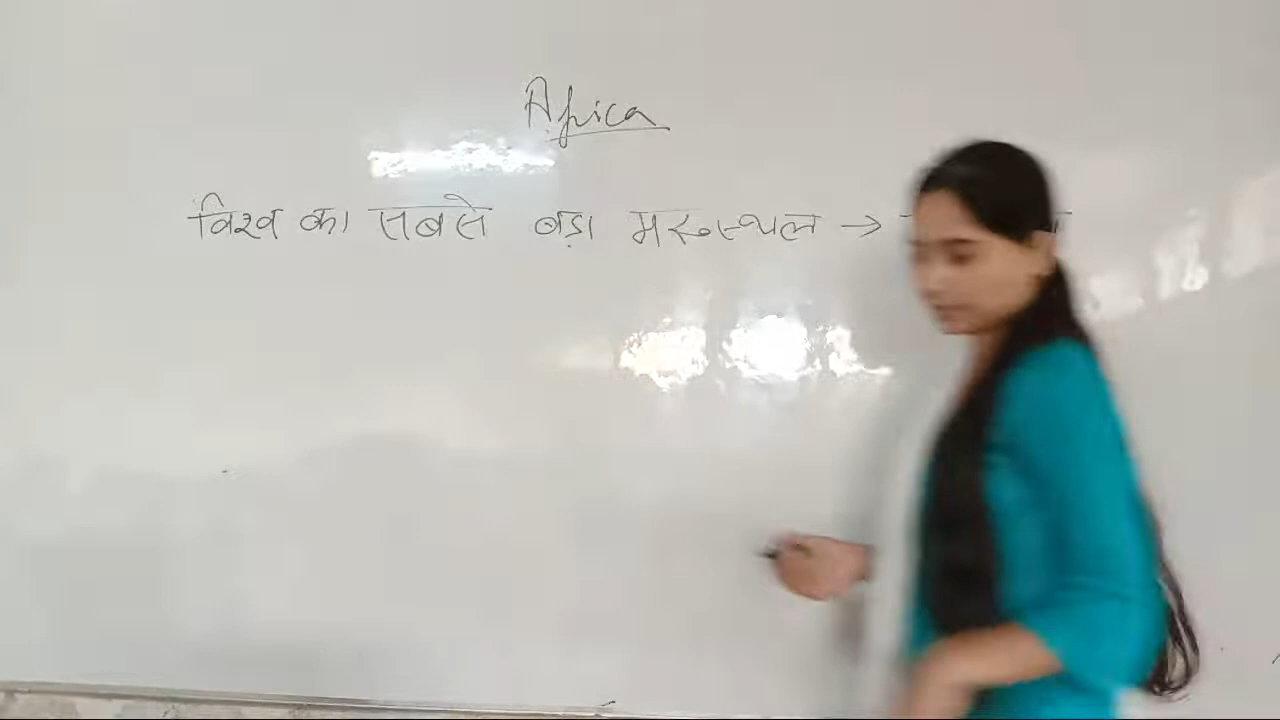 Africa
विश्व का सबसे बड़ा मरुस्थल →